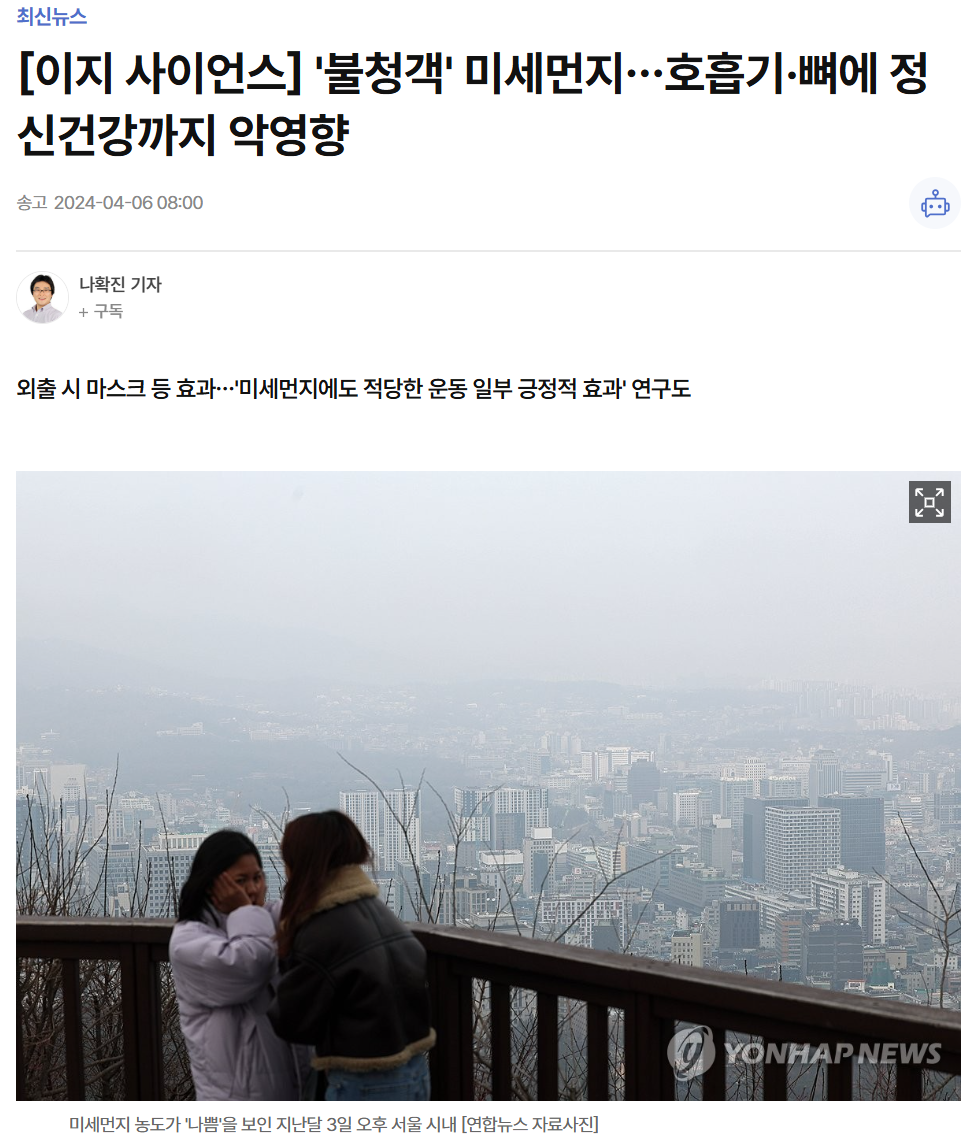 최신뉴스
[이지 사이언스] '불청객' 미세먼지…호흡기·뼈에 정
신건강까지 악영향
송고 2024-04-06 08:00
나확진 기자
+ 구독
외출 시 마스크 등 효과…'미세먼지에도 적당한 운동 일부 긍정적 효과' 연구도
YONHAP NEWS
미세먼지 농도가 '나쁨'을 보인 지난달 3일 오후 서울 시내 [연합뉴스 자료사진]